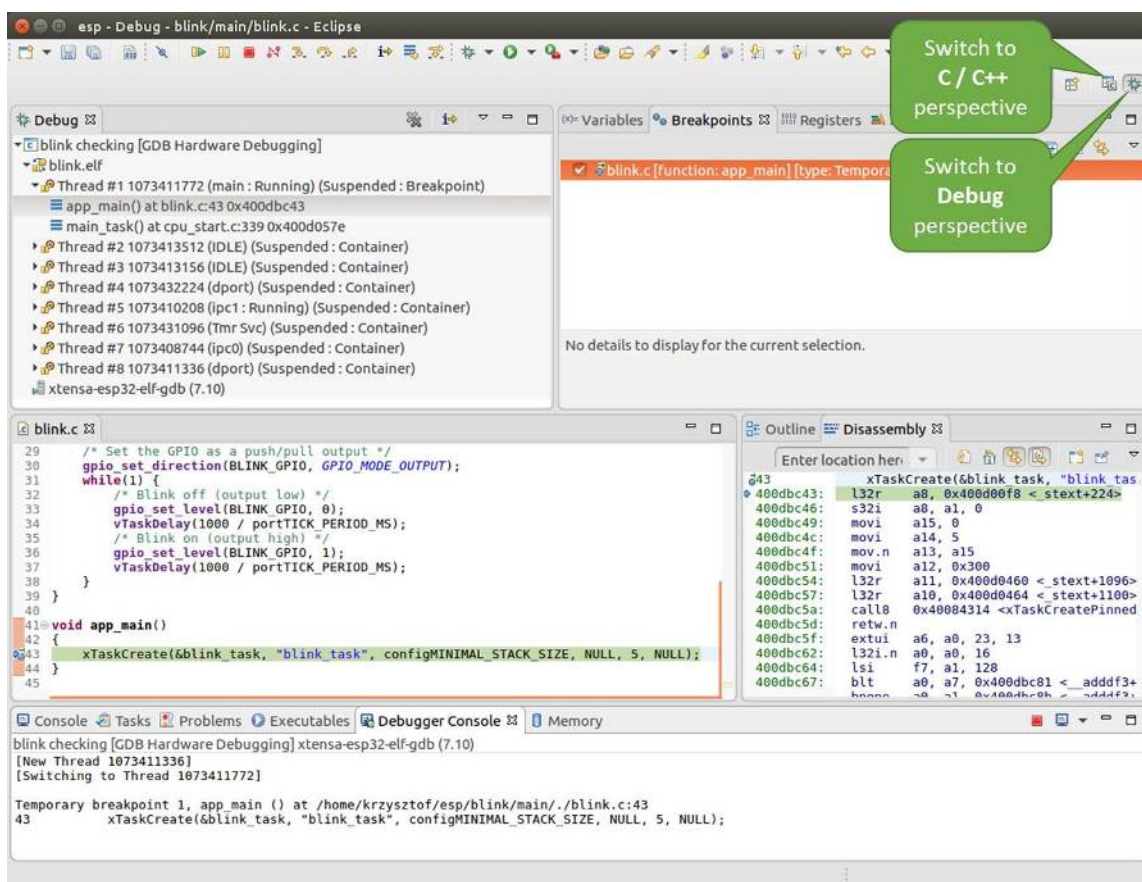 esp - Debug - blink/main/blink.c - Eclipse
Switch to
C / C++
perspective
Switch to
Debug
perspective
Debug
blink checking [GDB Hardware Debugging]
blink.elf
Thread #1 1073411772 (main : Running) (Suspended : Breakpoint)
app_main() at blink.c:43 0x400dbc43
main_task() at cpu_start.c:339 0x400d057e
Thread #2 1073413512 (IDLE) (Suspended : Container)
Thread #3 1073413156 (IDLE) (Suspended : Container)
Thread #4 1073432224 (dport) (Suspended : Container)
Thread #5 1073410208 (ipc1 : Running) (Suspended : Container)
Thread #6 1073431096 (Tmr Svc) (Suspended : Container)
Thread #7 1073408744 (ipc0) (Suspended : Container)
Thread #8 1073411336 (dport) (Suspended : Container)
xtensa-esp32-elf-gdb (7.10)
(x)= Variables Breakpoints Registers
blink.c [function: app_main] [type: Tempora
No details to display for the current selection.
blink.c
29 /* Set the GPIO as a push/pull output */
30 gpio_set_direction(BLINK_GPIO, GPIO_MODE_OUTPUT);
31 while(1) {
32 /* Blink off (output low) */
33 gpio_set_level(BLINK_GPIO, 0);
34 vTaskDelay(1000 / portTICK_PERIOD_MS);
35 /* Blink on (output high) */
36 gpio_set_level(BLINK_GPIO, 1);
37 vTaskDelay(1000 / portTICK_PERIOD_MS);
38 }
39 }
40
41 void app_main()
42 {
43 xTaskCreate(&blink_task, "blink_task", configMINIMAL_STACK_SIZE, NULL, 5, NULL);
44 }
45
Outline Disassembly
Enter location her
43 xTaskCreate(&blink_task, "blink_tas
400dbc43: l32r a8, 0x400d00f8 <_stext+224>
400dbc46: s32i a8, a1, 0
400dbc49: movi a15, 0
400dbc4c: movi a14, 5
400dbc4f: mov.n a13, a15
400dbc51: movi a12, 0x300
400dbc54: l32r a11, 0x400d0460 <_stext+1096>
400dbc57: l32r a10, 0x400d0464 <_stext+1100>
400dbc5a: call8 0x40084314 <xTaskCreatePinned
400dbc5d: retw.n
400dbc5f: extui a6, a0, 23, 13
400dbc62: l32i.n a0, a0, 16
400dbc64: lsi f7, a1, 128
400dbc67: blt a0, a7, 0x400dbc81 <__adddf3+
Console Tasks Problems Executables Debugger Console Memory
blink checking [GDB Hardware Debugging] xtensa-esp32-elf-gdb (7.10)
[New Thread 1073411336]
[Switching to Thread 1073411772]
Temporary breakpoint 1, app_main () at /home/krzysztof/esp/blink/main/./blink.c:43
43 xTaskCreate(&blink_task, "blink_task", configMINIMAL_STACK_SIZE, NULL, 5, NULL);